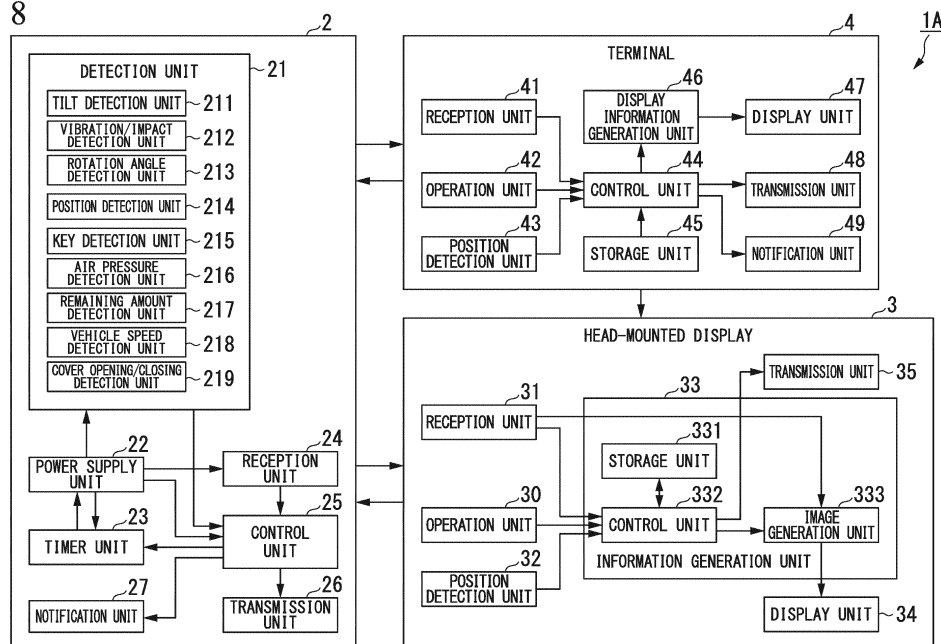 8
1A
2
DETECTION UNIT
21
TILT DETECTION UNIT
211
VIBRATION/IMPACT
DETECTION UNIT
212
ROTATION ANGLE
DETECTION UNIT
213
POSITION DETECTION UNIT
214
KEY DETECTION UNIT
215
AIR PRESSURE
DETECTION UNIT
216
REMAINING AMOUNT
DETECTION UNIT
217
VEHICLE SPEED
DETECTION UNIT
218
COVER OPENING/CLOSING
DETECTION UNIT
219
22
POWER SUPPLY
UNIT
23
TIMER UNIT
24
RECEPTION
UNIT
25
CONTROL
UNIT
27
NOTIFICATION UNIT
26
TRANSMISSION
UNIT
4
TERMINAL
41
RECEPTION UNIT
42
OPERATION UNIT
43
POSITION
DETECTION UNIT
46
DISPLAY
INFORMATION
GENERATION UNIT
44
CONTROL UNIT
45
STORAGE UNIT
47
DISPLAY UNIT
48
TRANSMISSION UNIT
49
NOTIFICATION UNIT
3
HEAD-MOUNTED DISPLAY
31
RECEPTION UNIT
30
OPERATION UNIT
32
POSITION
DETECTION UNIT
33
331
STORAGE UNIT
332
CONTROL UNIT
333
IMAGE
GENERATION UNIT
INFORMATION GENERATION UNIT
TRANSMISSION UNIT
35
DISPLAY UNIT
34